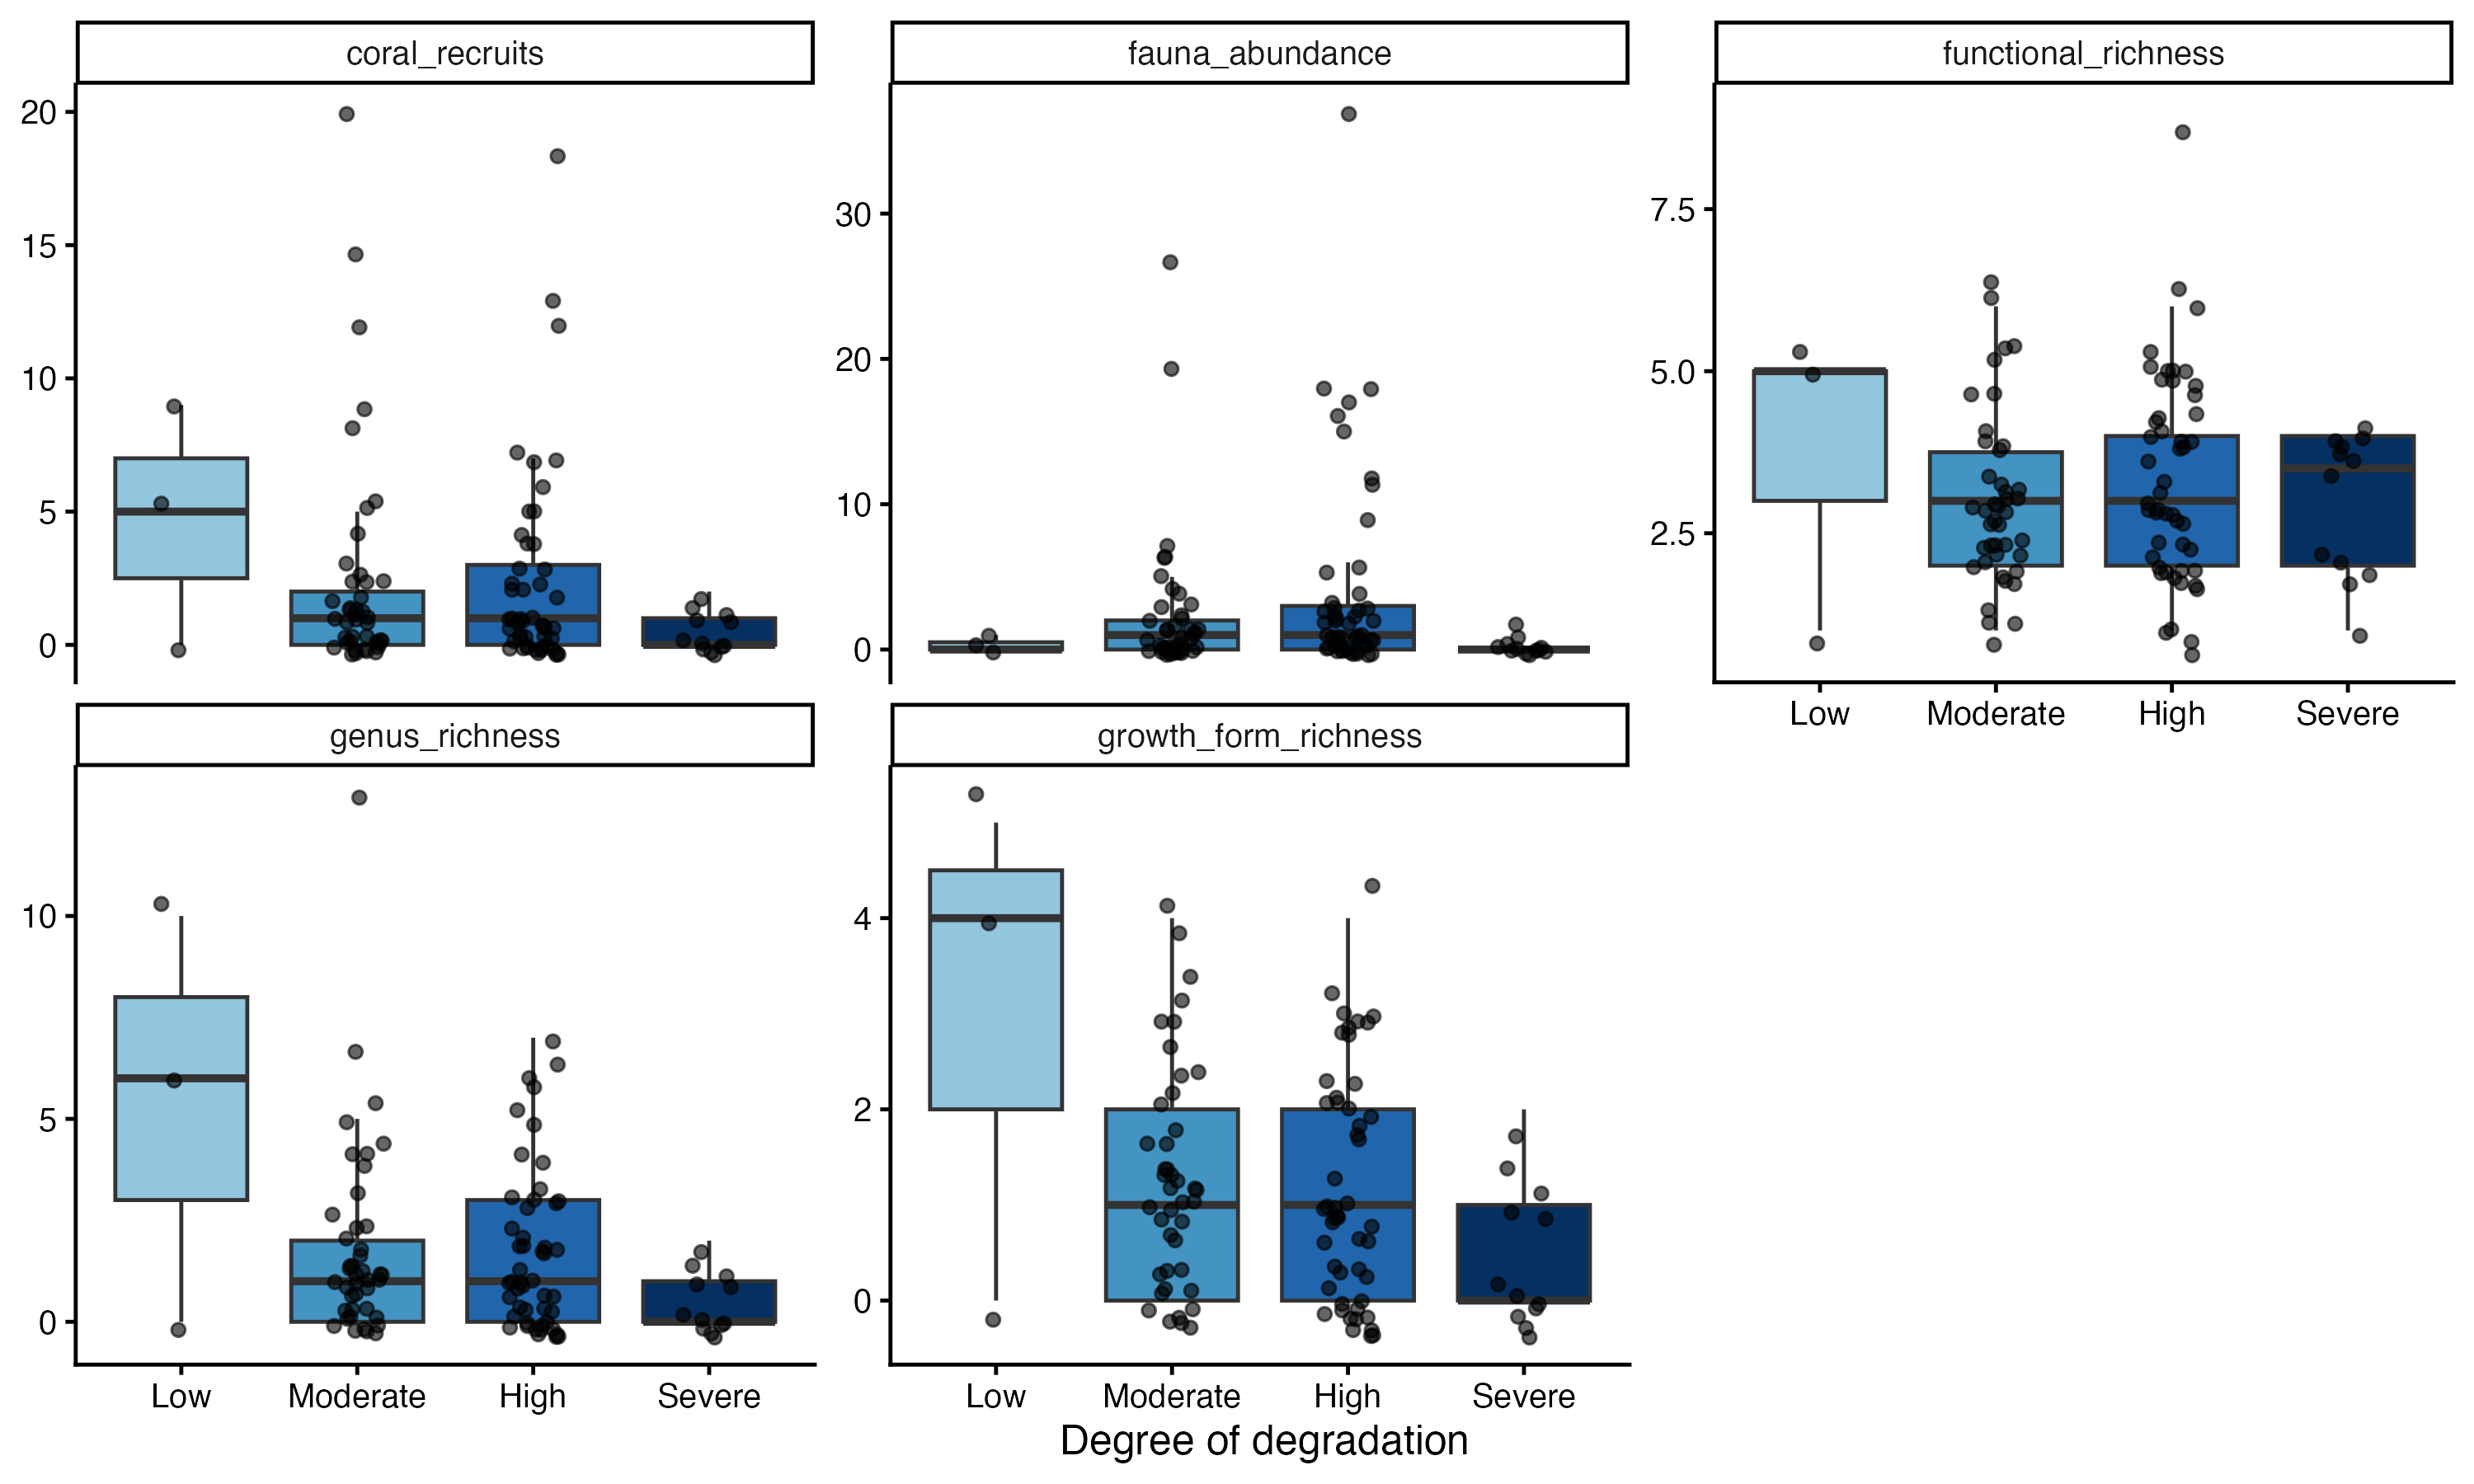 coral_recruits
fauna_abundance
functional_richness
20
15
10
5
0
30
20
10
0
7.5
5.0
2.5
Low Moderate High Severe
genus_richness
growth_form_richness
10
5
0
4
2
0
Low Moderate High Severe
Low Moderate High Severe
Degree of degradation